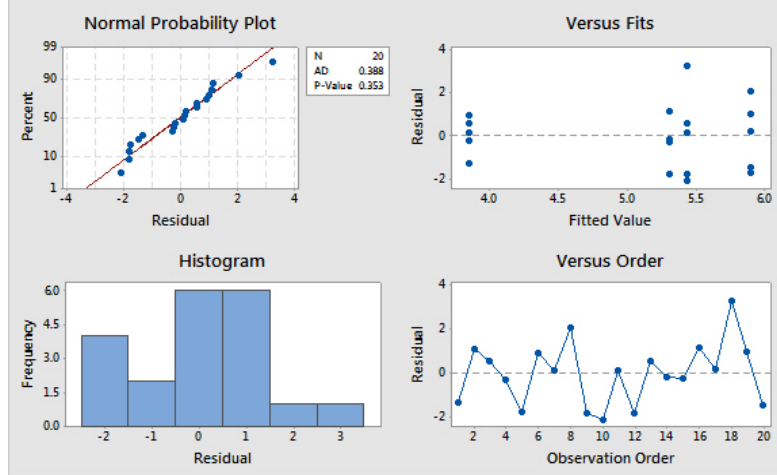 Normal Probability Plot
99
90
50
10
1
Percent
-4 -2 0 2 4
Residual
N 20
AD 0.388
P-Value 0.353
Versus Fits
4
2
0
-2
Residual
4.0 4.5 5.0 5.5 6.0
Fitted Value
Histogram
6.0
4.5
3.0
1.5
0.0
Frequency
-2 -1 0 1 2 3
Residual
Versus Order
4
2
0
-2
Residual
2 4 6 8 10 12 14 16 18 20
Observation Order